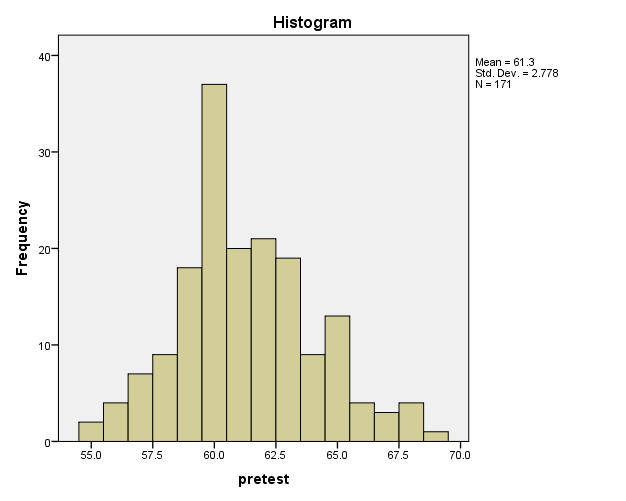 Histogram
Mean = 61.3
Std. Dev. = 2.778
N = 171
Frequency
40
30
20
10
0
55.0 57.5 60.0 62.5 65.0 67.5 70.0
pretest